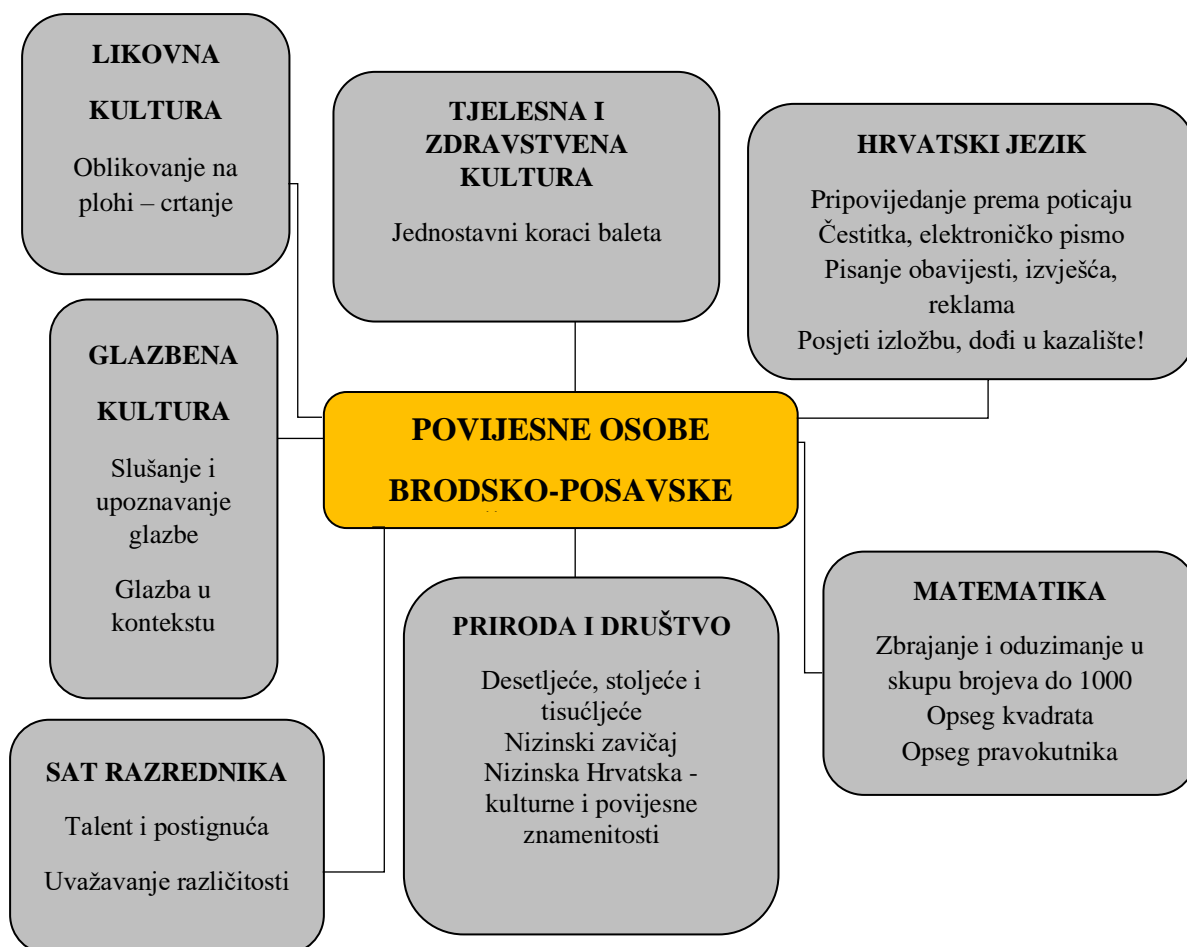 LIKOVNA
KULTURA
Oblikovanje na
plohi – crtanje
TJELESNA I
ZDRAVSTVENA
KULTURA
Jednostavni koraci baleta
HRVATSKI JEZIK
Pripovijedanje prema poticaju
Čestitka, elektroničko pismo
Pisanje obavijesti, izvješća,
reklama
Posjeti izložbu, dođi u kazalište!
GLAZBENA
KULTURA
Slušanje i
upoznavanje
glazbe
Glazba u
kontekstu
POVIJESNE OSOBE
BRODSKO-POSAVSKE
PRIRODA I DRUŠTVO
Desetljeće, stoljeće i
tisućljeće
Nizinski zavičaj
Nizinska Hrvatska -
kulturne i povijesne
znamenitosti
MATEMATIKA
Zbrajanje i oduzimanje u
skupu brojeva do 1000
Opseg kvadrata
Opseg pravokutnika
SAT RAZREDNIKA
Talent i postignuća
Uvažavanje različitosti